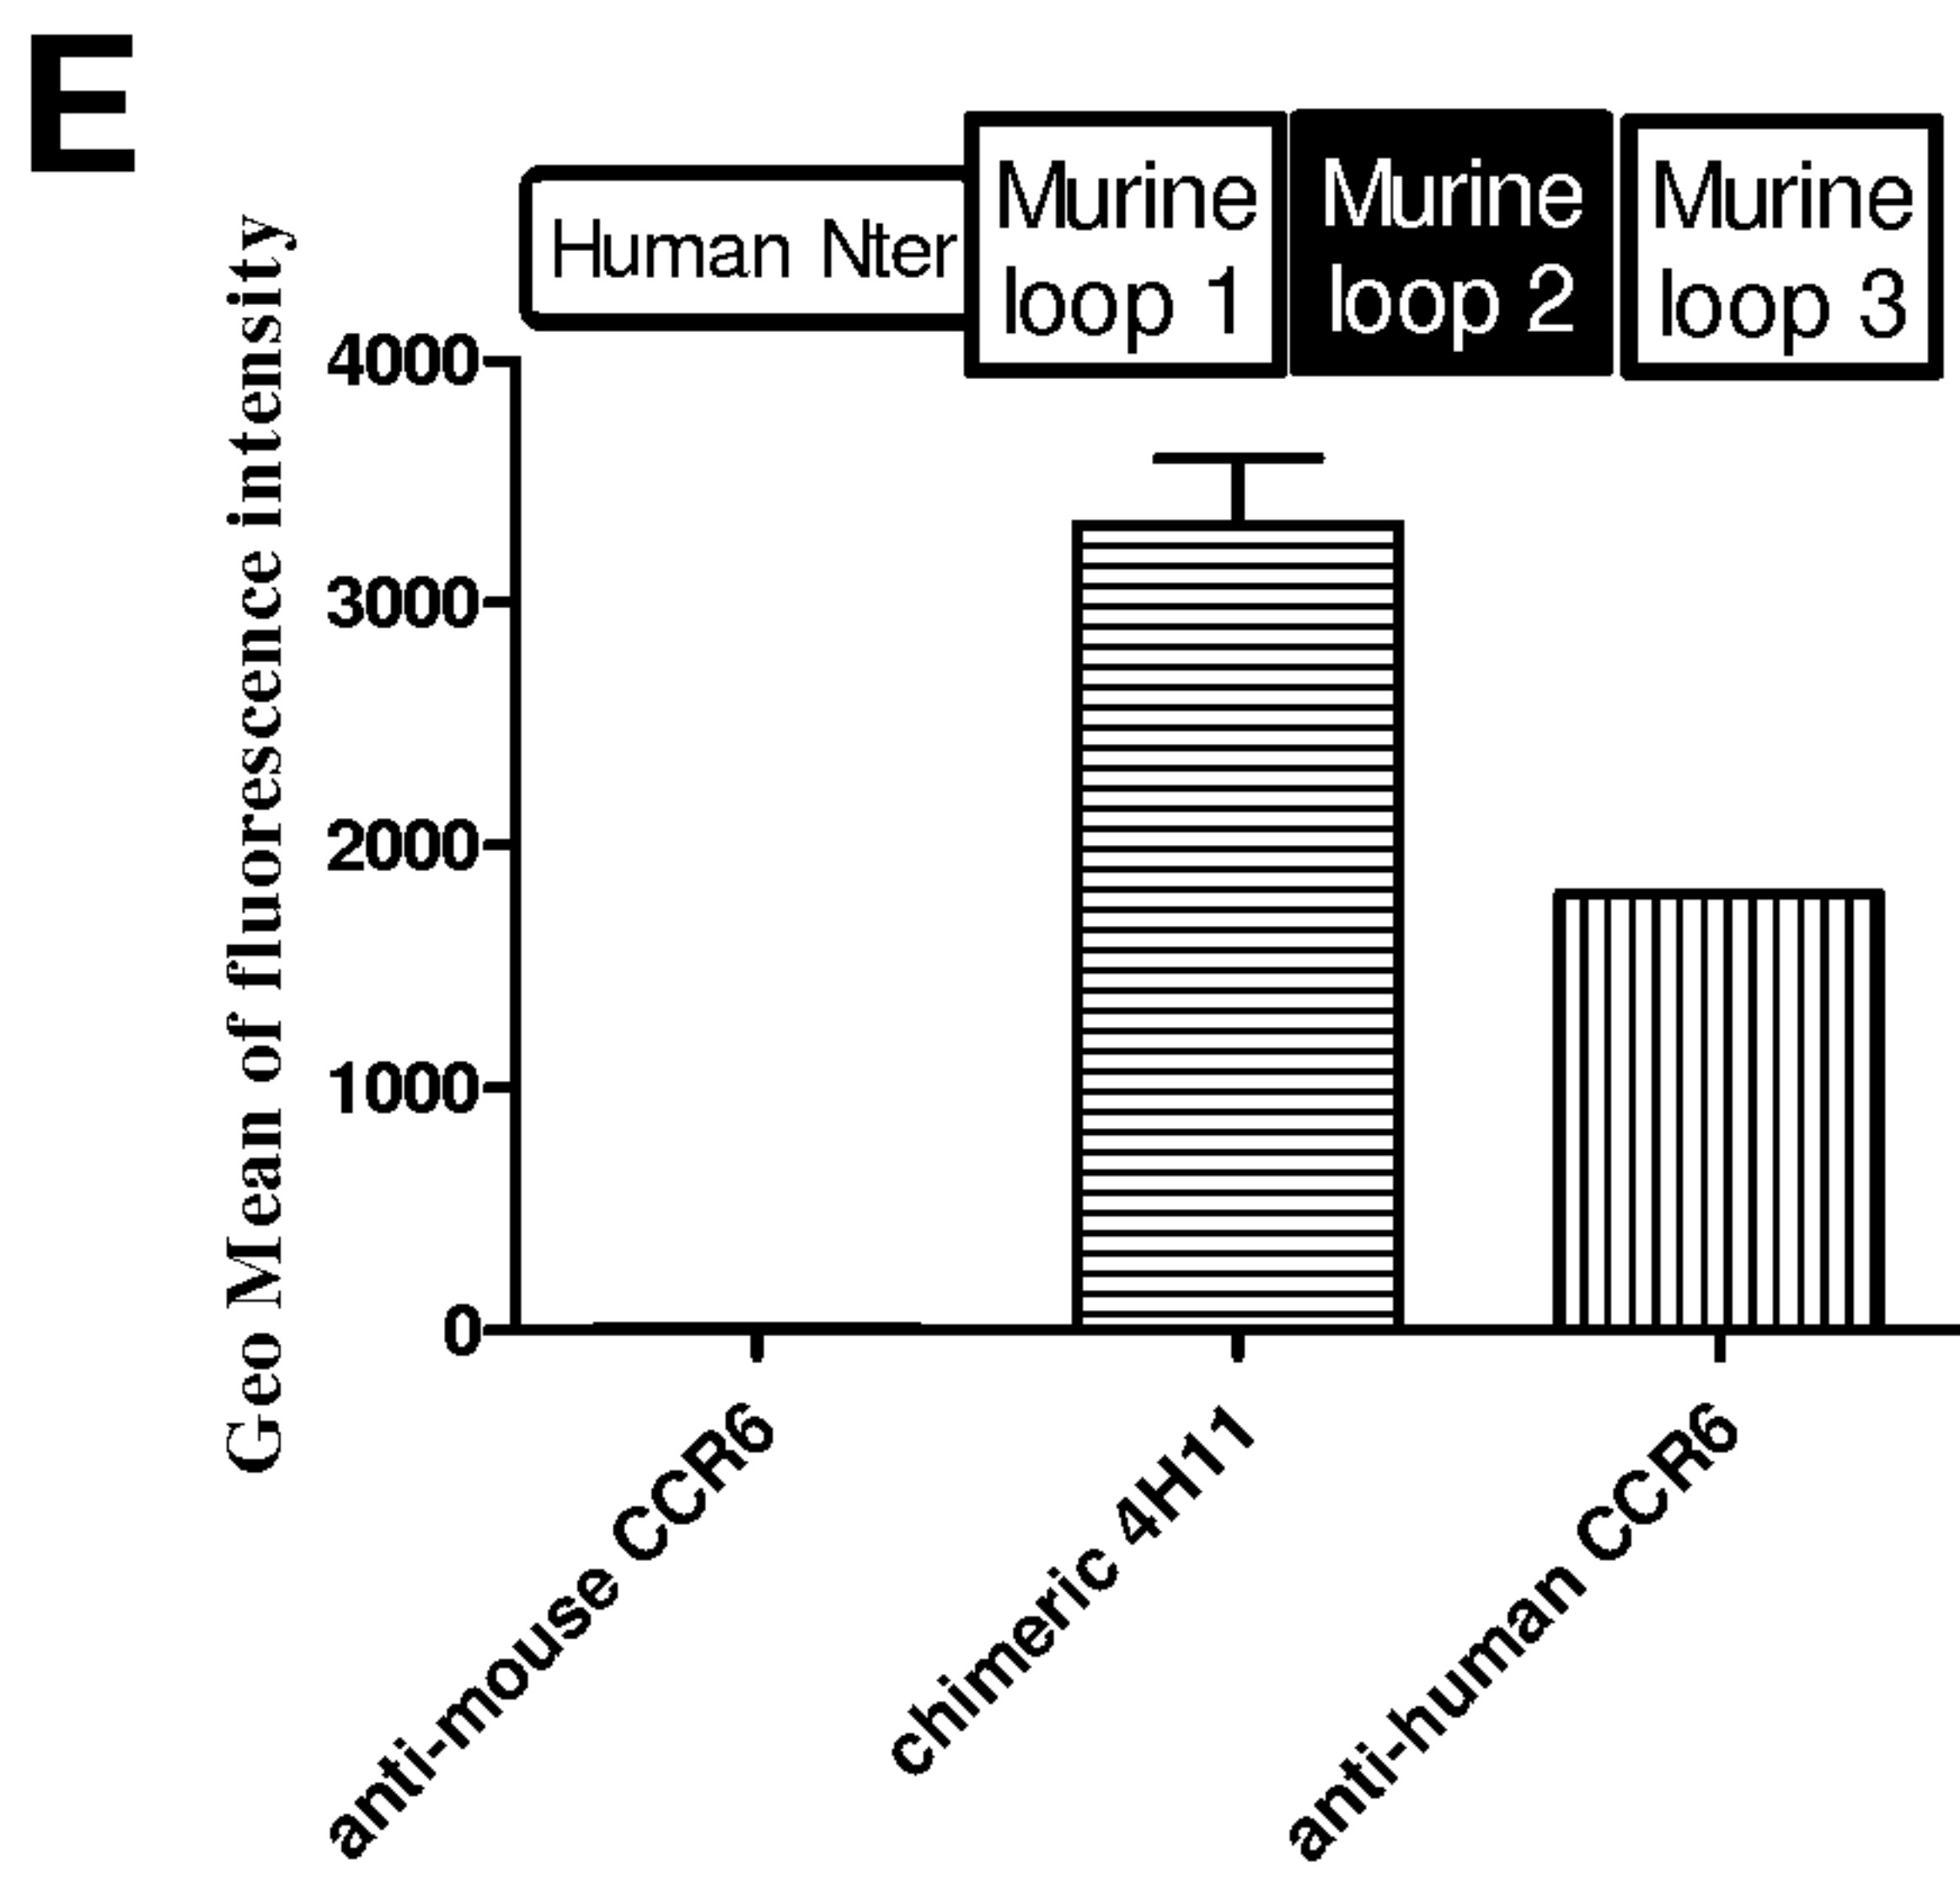 E
Human Nter
Murine
loop 1
Murine
loop 2
Murine
loop 3
Geo Mean of fluorescence intensity
4000
3000
2000
1000
0
anti-mouse CCR6
chimeric 4H11
anti-human CCR6